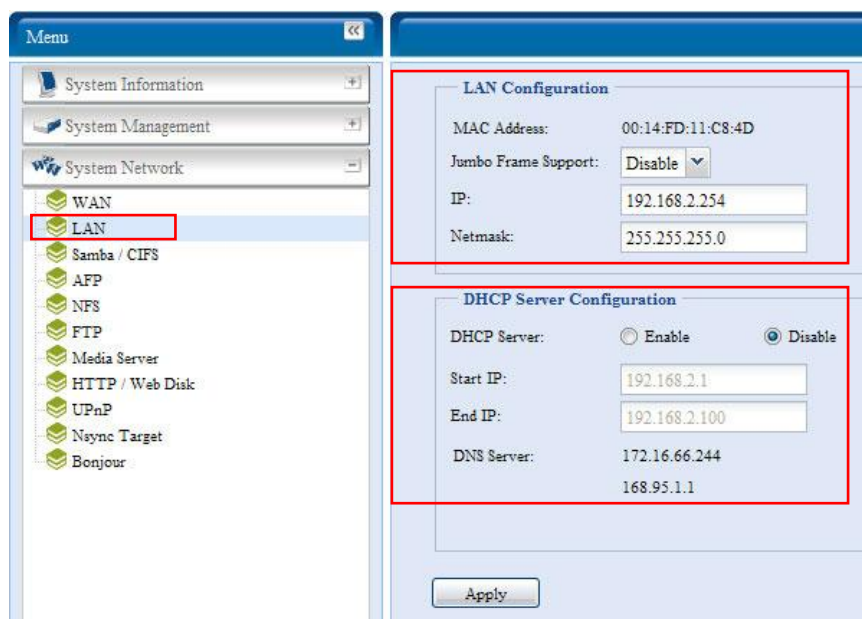 Menu
System Information
System Management
System Network
WAN
LAN
Samba / CIFS
AFP
NFS
FTP
Media Server
HTTP / Web Disk
UPnP
Nsync Target
Bonjour
LAN Configuration
MAC Address: 00:14:FD:11:C8:4D
Jumbo Frame Support: Disable
IP: 192.168.2.254
Netmask: 255.255.255.0
DHCP Server Configuration
DHCP Server: Enable Disable
Start IP: 192.168.2.1
End IP: 192.168.2.100
DNS Server: 172.16.66.244
168.95.1.1
Apply